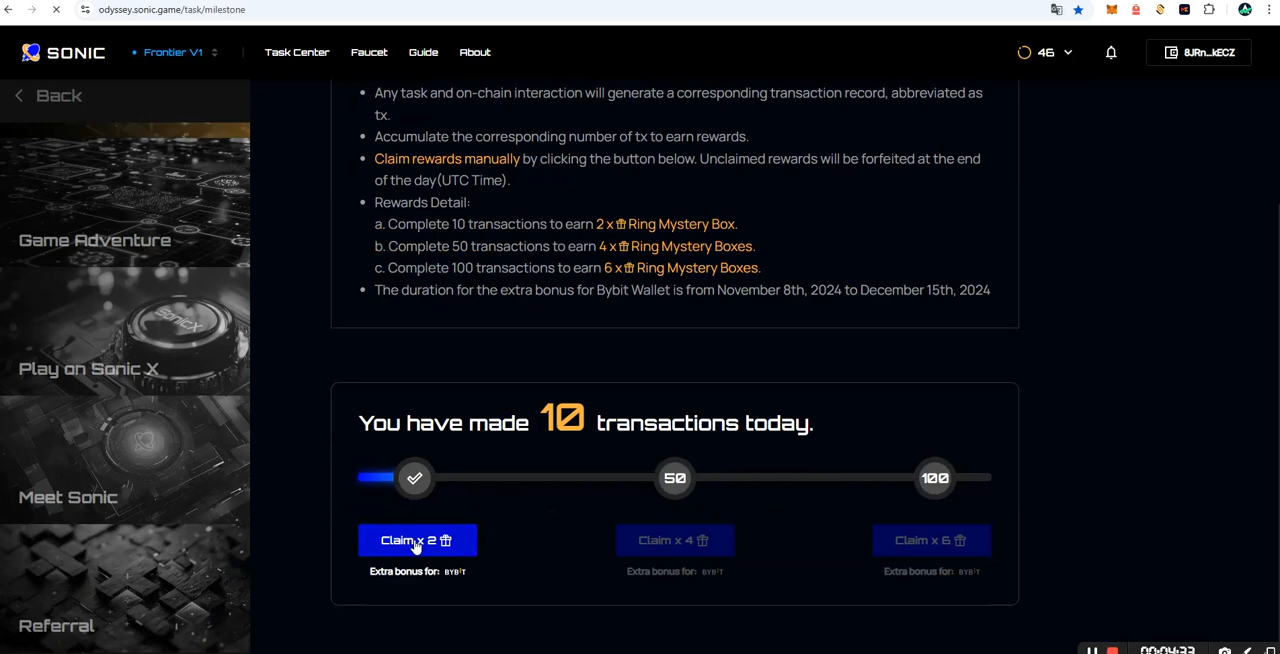 odyssey.sonic.game/task/milestone
SONIC
Frontier V1
Task Center
Faucet
Guide
About
46
8JRn...kECZ
Back
Game Adventure
SonicX
Play on Sonic X
Meet Sonic
Referral
Any task and on-chain interaction will generate a corresponding transaction record, abbreviated as
tx.
Accumulate the corresponding number of tx to earn rewards.
Claim rewards manually by clicking the button below. Unclaimed rewards will be forfeited at the end
of the day(UTC Time).
Rewards Detail:
a. Complete 10 transactions to earn 2 x Ring Mystery Box.
b. Complete 50 transactions to earn 4 x Ring Mystery Boxes.
c. Complete 100 transactions to earn 6 x Ring Mystery Boxes.
The duration for the extra bonus for Bybit Wallet is from November 8th, 2024 to December 15th, 2024
You have made 10 transactions today.
50
100
Claim x 2
Claim x 4
Claim x 6
Extra bonus for: BYBIT
Extra bonus for: BYBIT
Extra bonus for: BYBIT
00:04:33